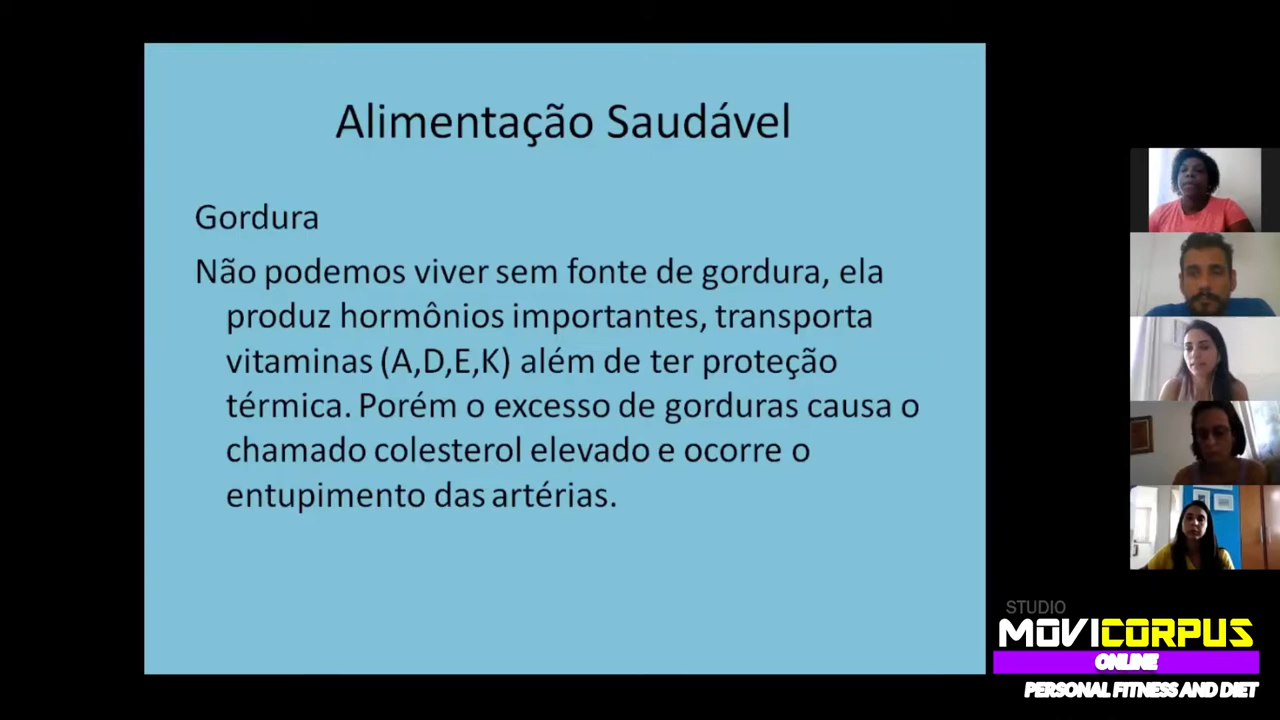 Alimentação Saudável
Gordura
Não podemos viver sem fonte de gordura, ela
produz hormônios importantes, transporta
vitaminas (A,D,E,K) além de ter proteção
térmica. Porém o excesso de gorduras causa o
chamado colesterol elevado e ocorre o
entupimento das artérias.
STUDIO
MOVICORPUS
ONLINE
PERSONAL FITNESS AND DIET